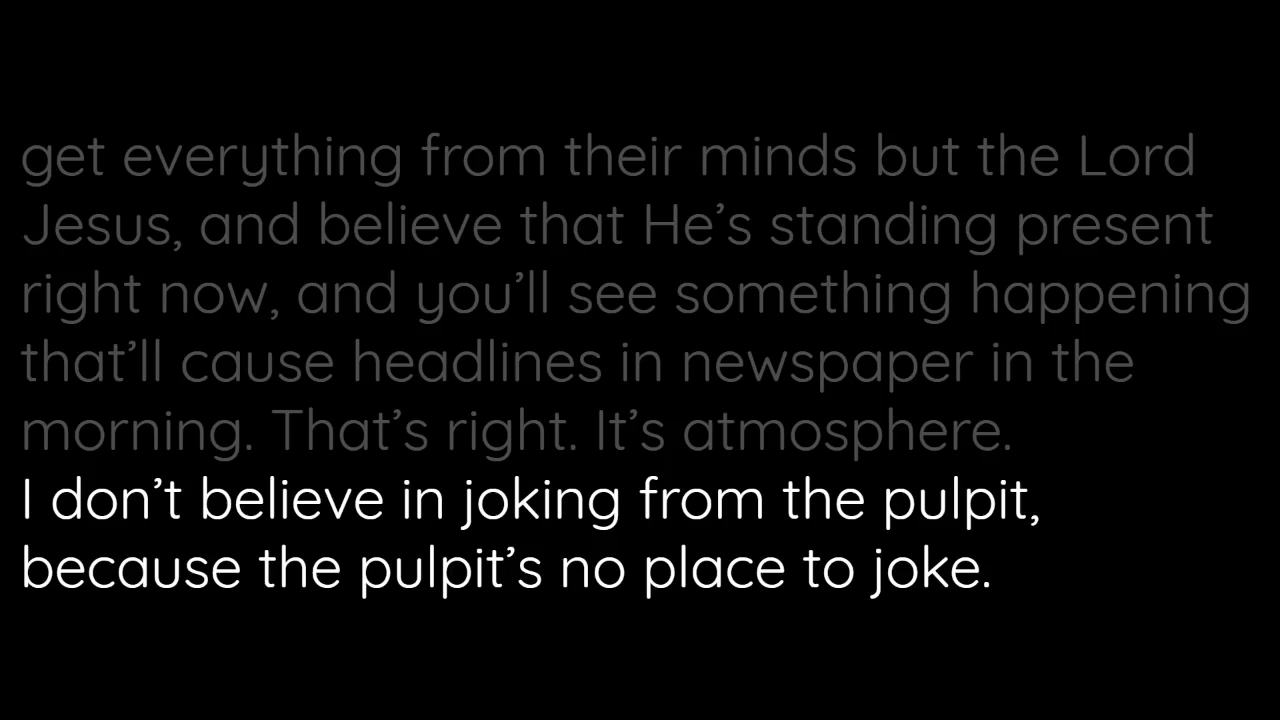 get everything from their minds but the Lord
Jesus, and believe that He’s standing present
right now, and you’ll see something happening
that’ll cause headlines in newspaper in the
morning. That’s right. It’s atmosphere.
I don’t believe in joking from the pulpit,
because the pulpit’s no place to joke.